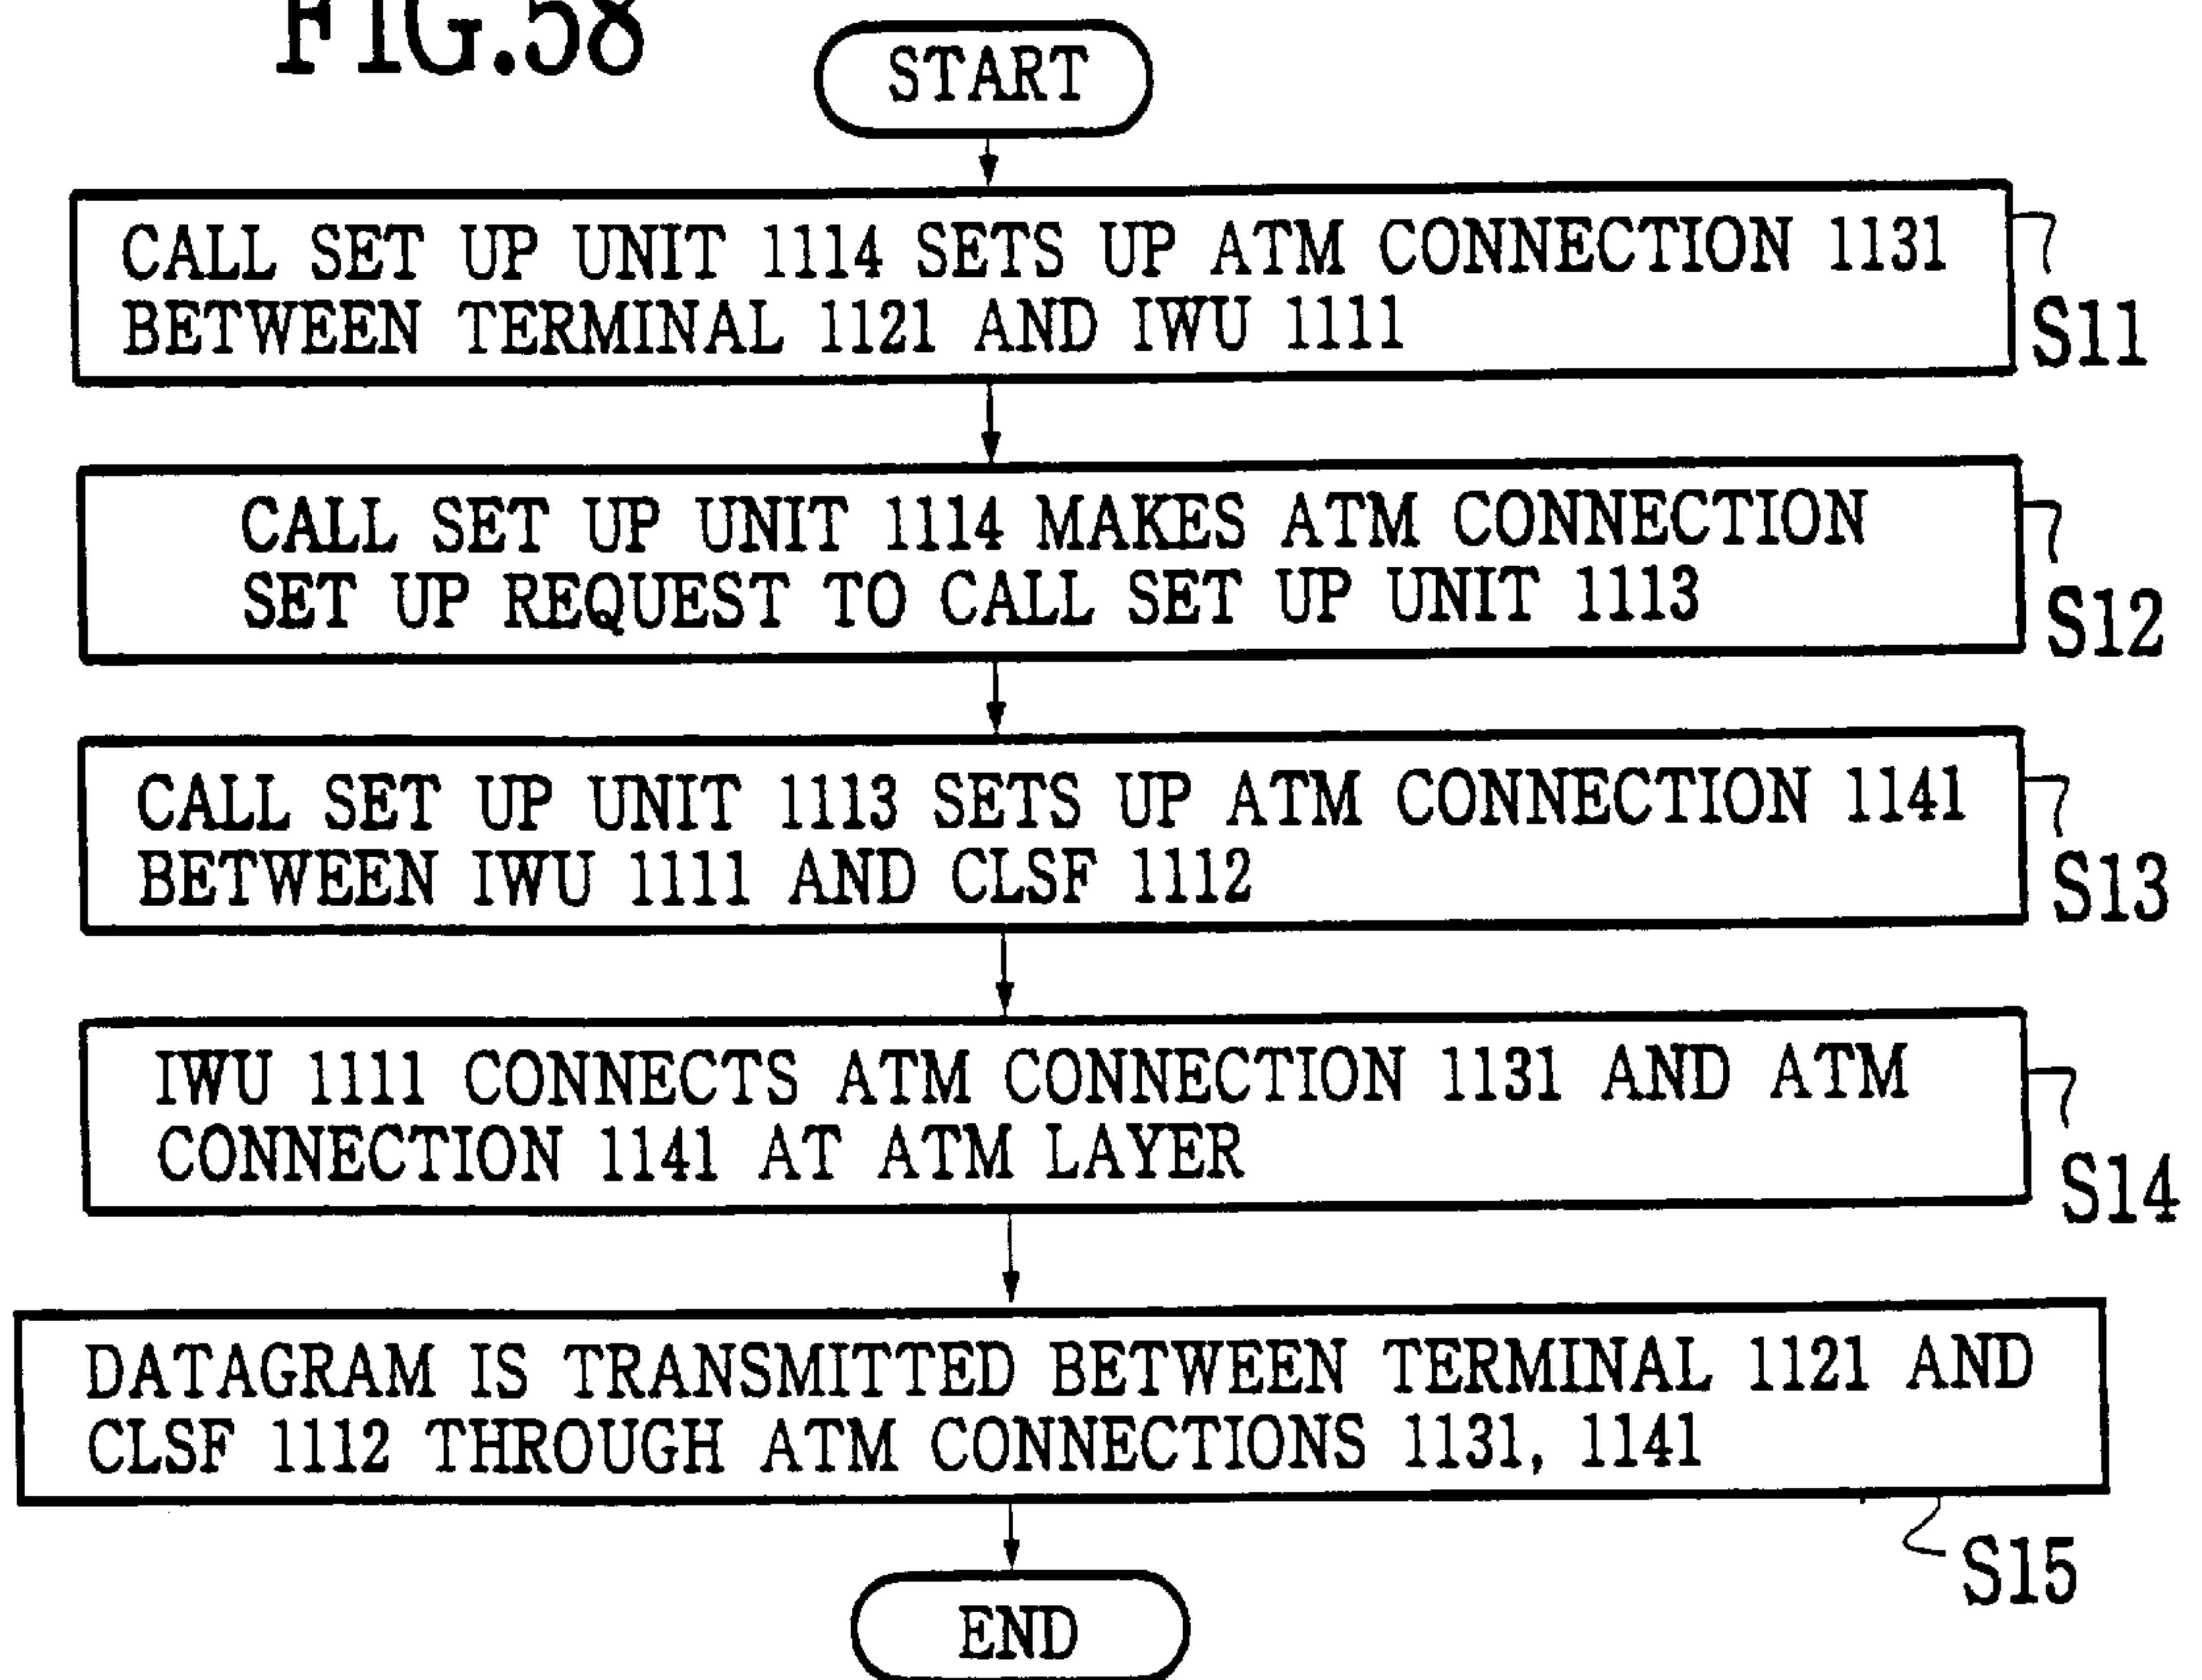 FIG.58
START
CALL SET UP UNIT 1114 SETS UP ATM CONNECTION 1131
BETWEEN TERMINAL 1121 AND IWU 1111
S11
CALL SET UP UNIT 1114 MAKES ATM CONNECTION
SET UP REQUEST TO CALL SET UP UNIT 1113
S12
CALL SET UP UNIT 1113 SETS UP ATM CONNECTION 1141
BETWEEN IWU 1111 AND CLSF 1112
S13
IWU 1111 CONNECTS ATM CONNECTION 1131 AND ATM
CONNECTION 1141 AT ATM LAYER
S14
DATAGRAM IS TRANSMITTED BETWEEN TERMINAL 1121 AND
CLSF 1112 THROUGH ATM CONNECTIONS 1131, 1141
S15
END